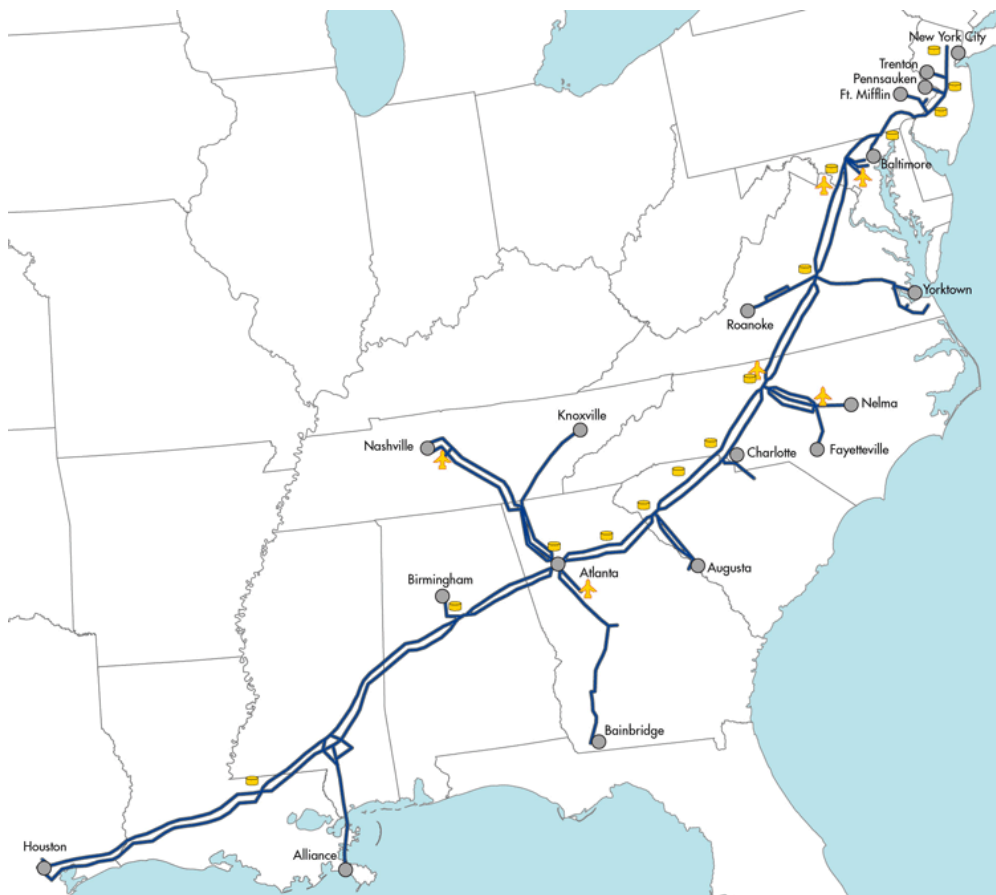 New York City
Trenton
Pennsauken
Ft. Mifflin
Baltimore
Yorktown
Roanoke
Nelma
Knoxville
Nashville
Charlotte
Fayetteville
Birmingham
Atlanta
Augusta
Bainbridge
Houston
Alliance